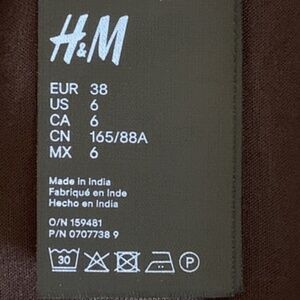 H&M
EUR 38
US 6
CA 6
CN 165/88A
MX 6
Made in India
Fabriqué en Inde
Hecho en India
O/N 159481
P/N 0707738 9
30 P